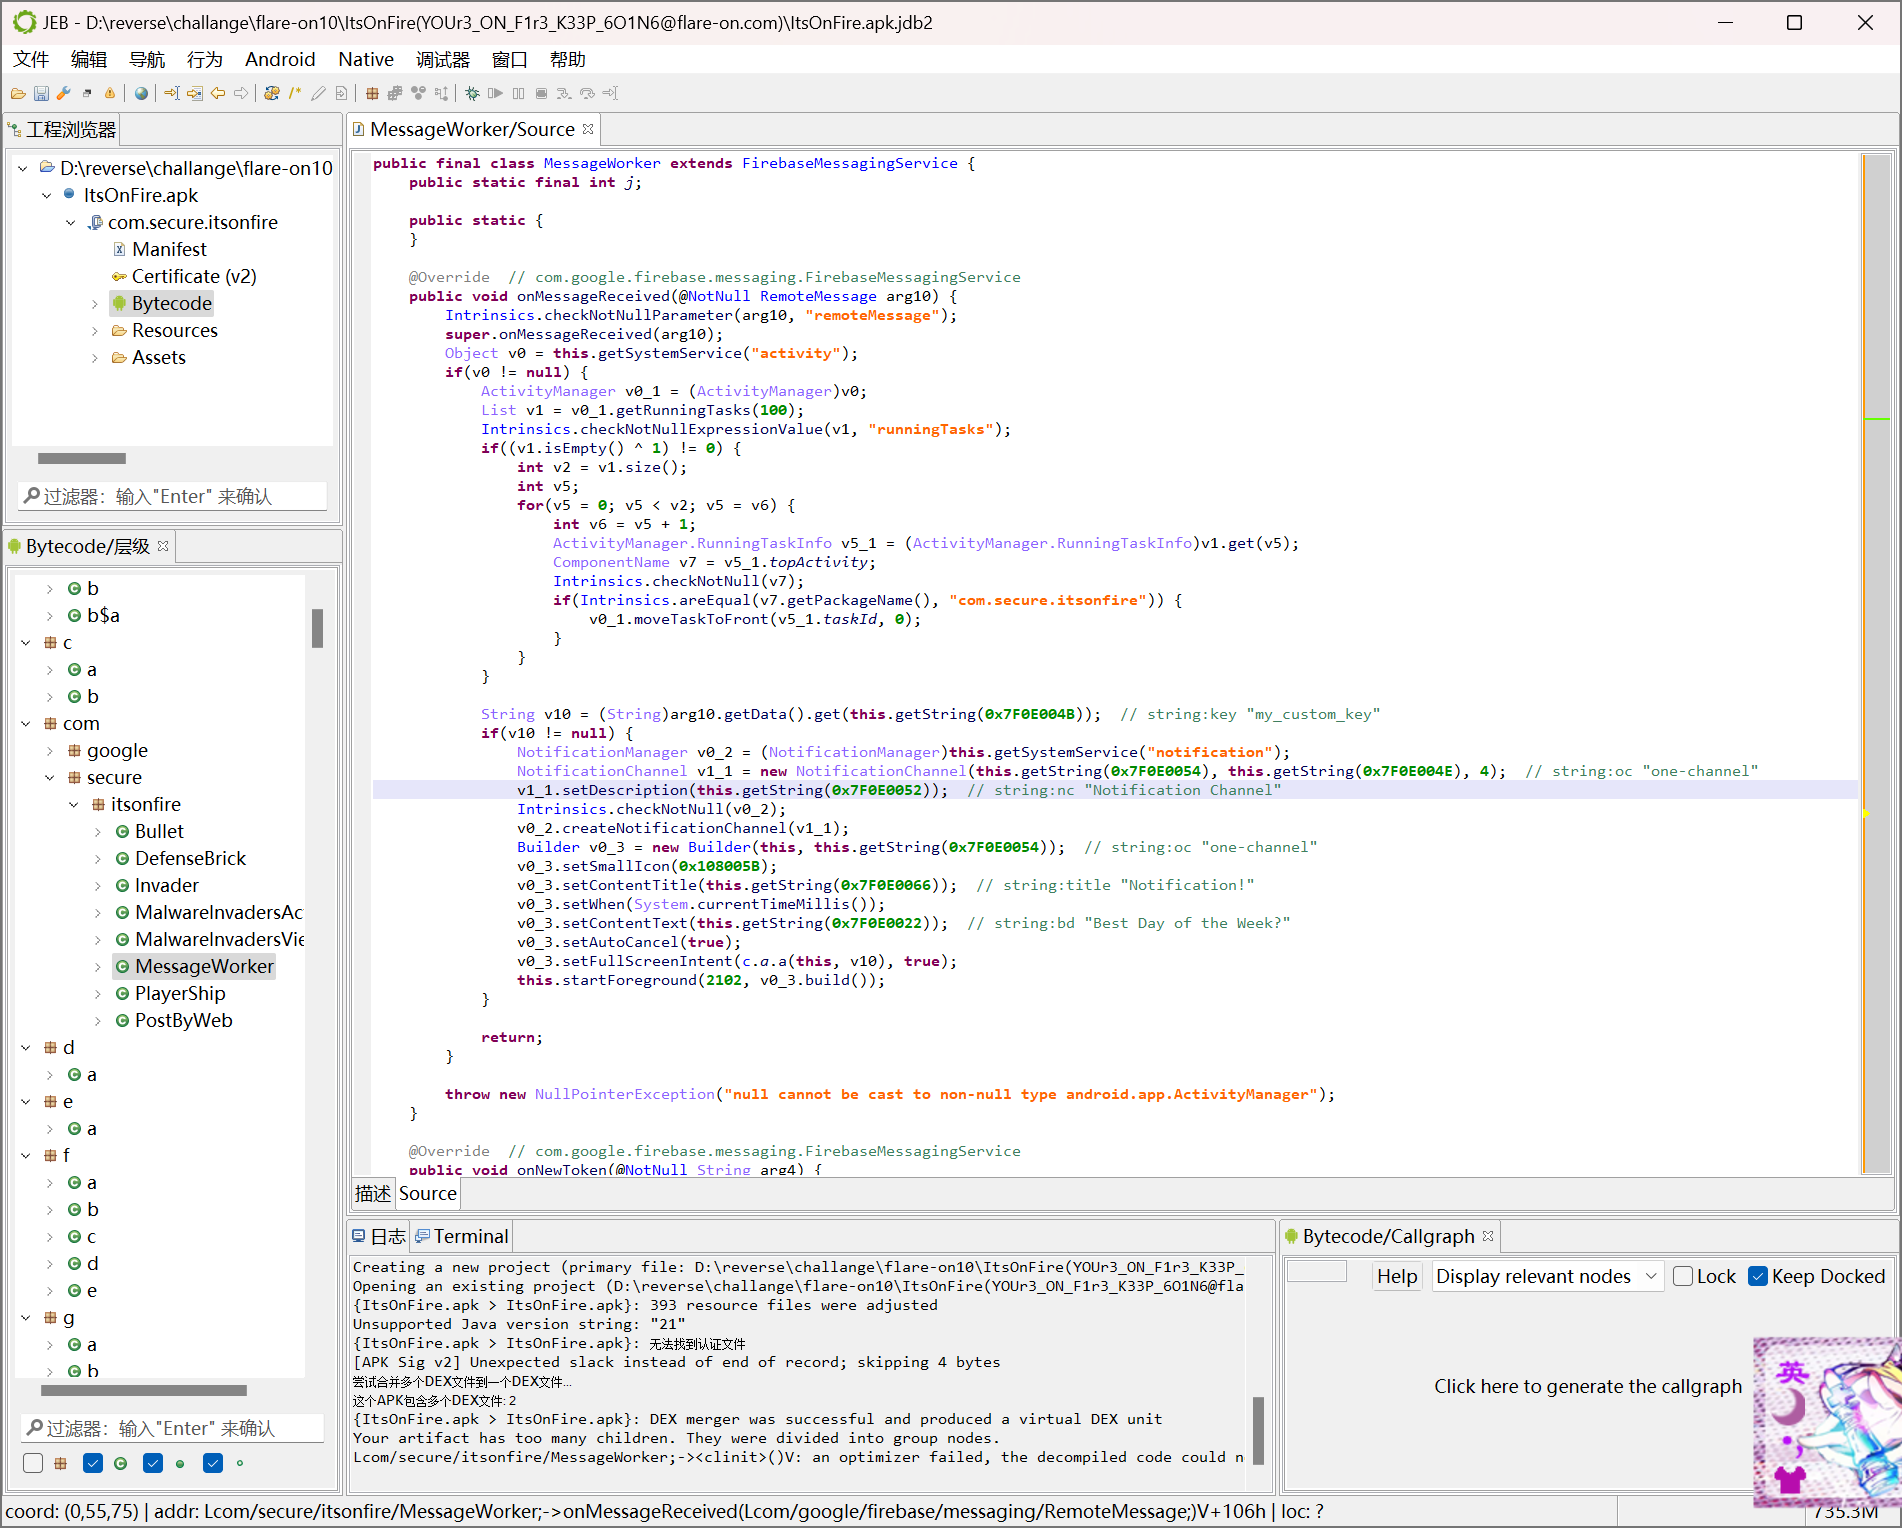 JEB - D:\reverse\challange\flare-on10\ItsOnFire(YOUr3_ON_F1r3_K33P_6O1N6@flare-on.com)\ItsOnFire.apk.jdb2
文件 编辑 导航 行为 Android Native 调试器 窗口 帮助
工程浏览器
D:\reverse\challange\flare-on10
ItsOnFire.apk
com.secure.itsonfire
Manifest
Certificate (v2)
Bytecode
Resources
Assets
过滤器：输入"Enter" 来确认
Bytecode/层级
b
b$a
c
a
b
com
google
secure
itsonfire
Bullet
DefenseBrick
Invader
MalwareInvadersAc
MalwareInvadersVie
MessageWorker
PlayerShip
PostByWeb
d
a
e
a
f
a
b
c
d
e
g
a
b
过滤器：输入"Enter" 来确认
MessageWorker/Source
public final class MessageWorker extends FirebaseMessagingService {
public static final int j;
public static {
}
@Override  // com.google.firebase.messaging.FirebaseMessagingService
public void onMessageReceived(@NotNull RemoteMessage arg10) {
Intrinsics.checkNotNullParameter(arg10, "remoteMessage");
super.onMessageReceived(arg10);
Object v0 = this.getSystemService("activity");
if(v0 != null) {
ActivityManager v0_1 = (ActivityManager)v0;
List v1 = v0_1.getRunningTasks(100);
Intrinsics.checkNotNullExpressionValue(v1, "runningTasks");
if((v1.isEmpty() ^ 1) != 0) {
int v2 = v1.size();
int v5;
for(v5 = 0; v5 < v2; v5 = v6) {
int v6 = v5 + 1;
ActivityManager.RunningTaskInfo v5_1 = (ActivityManager.RunningTaskInfo)v1.get(v5);
ComponentName v7 = v5_1.topActivity;
Intrinsics.checkNotNull(v7);
if(Intrinsics.areEqual(v7.getPackageName(), "com.secure.itsonfire")) {
v0_1.moveTaskToFront(v5_1.taskId, 0);
}
}
}
String v10 = (String)arg10.getData().get(this.getString(0x7F0E004B));  // string:key "my_custom_key"
if(v10 != null) {
NotificationManager v0_2 = (NotificationManager)this.getSystemService("notification");
NotificationChannel v1_1 = new NotificationChannel(this.getString(0x7F0E0054), this.getString(0x7F0E004E), 4);  // string:oc "one-channel"
v1_1.setDescription(this.getString(0x7F0E0052));  // string:nc "Notification Channel"
Intrinsics.checkNotNull(v0_2);
v0_2.createNotificationChannel(v1_1);
Builder v0_3 = new Builder(this, this.getString(0x7F0E0054));  // string:oc "one-channel"
v0_3.setSmallIcon(0x108005B);
v0_3.setContentTitle(this.getString(0x7F0E0066));  // string:title "Notification!"
v0_3.setWhen(System.currentTimeMillis());
v0_3.setContentText(this.getString(0x7F0E0022));  // string:bd "Best Day of the Week?"
v0_3.setAutoCancel(true);
v0_3.setFullScreenIntent(c.a.a(this, v10), true);
this.startForeground(2102, v0_3.build());
}
return;
}
throw new NullPointerException("null cannot be cast to non-null type android.app.ActivityManager");
}
@Override  // com.google.firebase.messaging.FirebaseMessagingService
public void onNewToken(@NotNull String arg4) {
描述 Source
日志 Terminal
Creating a new project (primary file: D:\reverse\challange\flare-on10\ItsOnFire(YOUr3_ON_F1r3_K33P_
Opening an existing project (D:\reverse\challange\flare-on10\ItsOnFire(YOUr3_ON_F1r3_K33P_6O1N6@fla
{ItsOnFire.apk > ItsOnFire.apk}: 393 resource files were adjusted
Unsupported Java version string: "21"
{ItsOnFire.apk > ItsOnFire.apk}: 无法找到认证文件
[APK Sig v2] Unexpected slack instead of end of record; skipping 4 bytes
尝试合并多个DEX文件到一个DEX文件...
这个APK包含多个DEX文件: 2
{ItsOnFire.apk > ItsOnFire.apk}: DEX merger was successful and produced a virtual DEX unit
Your artifact has too many children. They were divided into group nodes.
Lcom/secure/itsonfire/MessageWorker;-><clinit>()V: an optimizer failed, the decompiled code could n
Bytecode/Callgraph
Help Display relevant nodes Lock Keep Docked
Click here to generate the callgraph
英
coord: (0,55,75) | addr: Lcom/secure/itsonfire/MessageWorker;->onMessageReceived(Lcom/google/firebase/messaging/RemoteMessage;)V+106h | loc: ?
735.3M